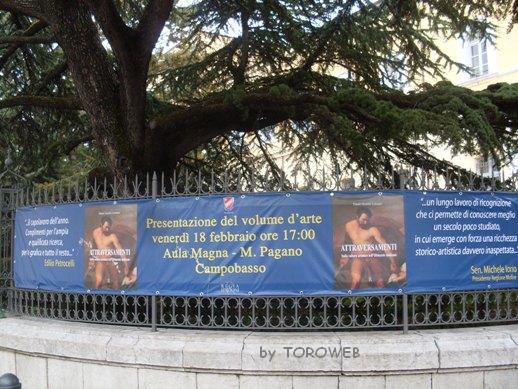 "...il capolavoro dell'anno.
Complimenti per l'ampia
e qualificata ricerca,
per la grafica e tutto il resto..."
Edilio Petrocelli
ATTRAVERSAMENTI
Presentazione del volume d'arte
venerdì 18 febbraio ore 17:00
Aula Magna - M. Pagano
Campobasso
ATTRAVERSAMENTI
"...un lungo lavoro di ricognizione
che ci permette di conoscere meglio
un secolo poco studiato,
in cui emerge con forza una ricchezza
storico-artistica davvero inaspettata..."
Sen. Michele Iorio
Presidente Regione Molise
by TOROWEB